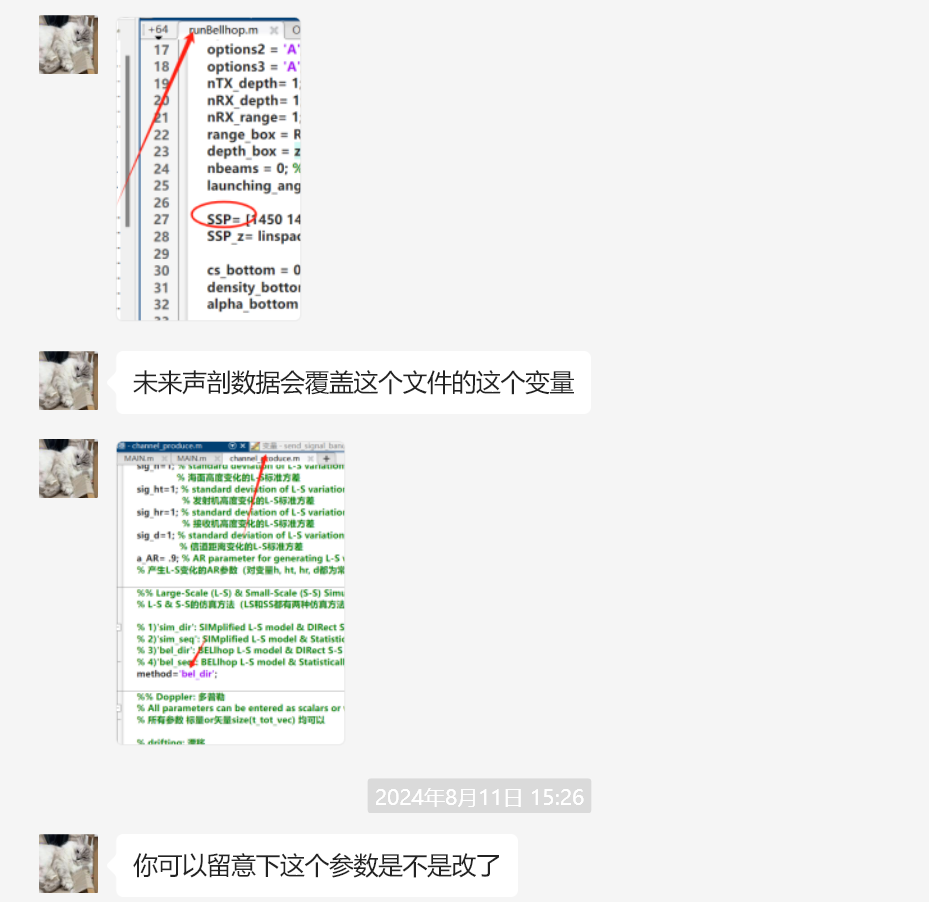 +64 runBellhop.m
17 options2 = 'A'
18 options3 = 'A'
19 nTX_depth= 1;
20 nRX_depth= 1
21 nRX_range= 1;
22 range_box = R
23 depth_box = z
24 nbeams = 0; %
25 launching_ang
26
27 SSP= [1450 14
28 SSP_z= linspac
29
30 cs_bottom = 0
31 density_botto
32 alpha_bottom
未来声剖数据会覆盖这个文件的这个变量
- channel_produce.m 变量 - send_signal_ban
MAIN.m MAIN.m channel_produce.m
sig_h=1; % standard deviation of L-S variation
% 海面高度变化的L-S标准方差
sig_ht=1; % standard deviation of L-S variation
% 发射机高度变化的L-S标准方差
sig_hr=1; % standard deviation of L-S variation
% 接收机高度变化的L-S标准方差
sig_d=1; % standard deviation of L-S variation
% 信道距离变化的L-S标准方差
a_AR= .9; % AR parameter for generating L-S v
% 产生L-S变化的AR参数（对变量h, ht, hr, d都为常
%% Large-Scale (L-S) & Small-Scale (S-S) Simu
% L-S & S-S的仿真方法（LS和SS都有两种仿真方法
% 1)'sim_dir': SIMplified L-S model & DIRect S
% 2)'sim_seq': SIMplified L-S model & Statistic
% 3)'bel_dir': BELlhop L-S model & DIRect S-S
% 4)'bel_seq': BELlhop L-S model & Statisticall
method='bel_dir';
%% Doppler: 多普勒
% All parameters can be entered as scalars or
% 所有参数 标量or矢量size(t_tot_vec) 均可以
% drifting: 漂移
2024年8月11日 15:26
你可以留意下这个参数是不是改了